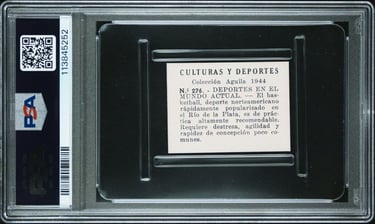 113845252
PSA
CULTURAS Y DEPORTES
Colección Aguila 1944
N.º 276. - DEPORTES EN EL
MUNDO ACTUAL. — El bas-
ketball, deporte norteamericano
rápidamente popularizado en
el Río de la Plata, es de prác-
tica altamente recomendable.
Requiere destreza, agilidad y
rapidez de concepción poco co-
munes.